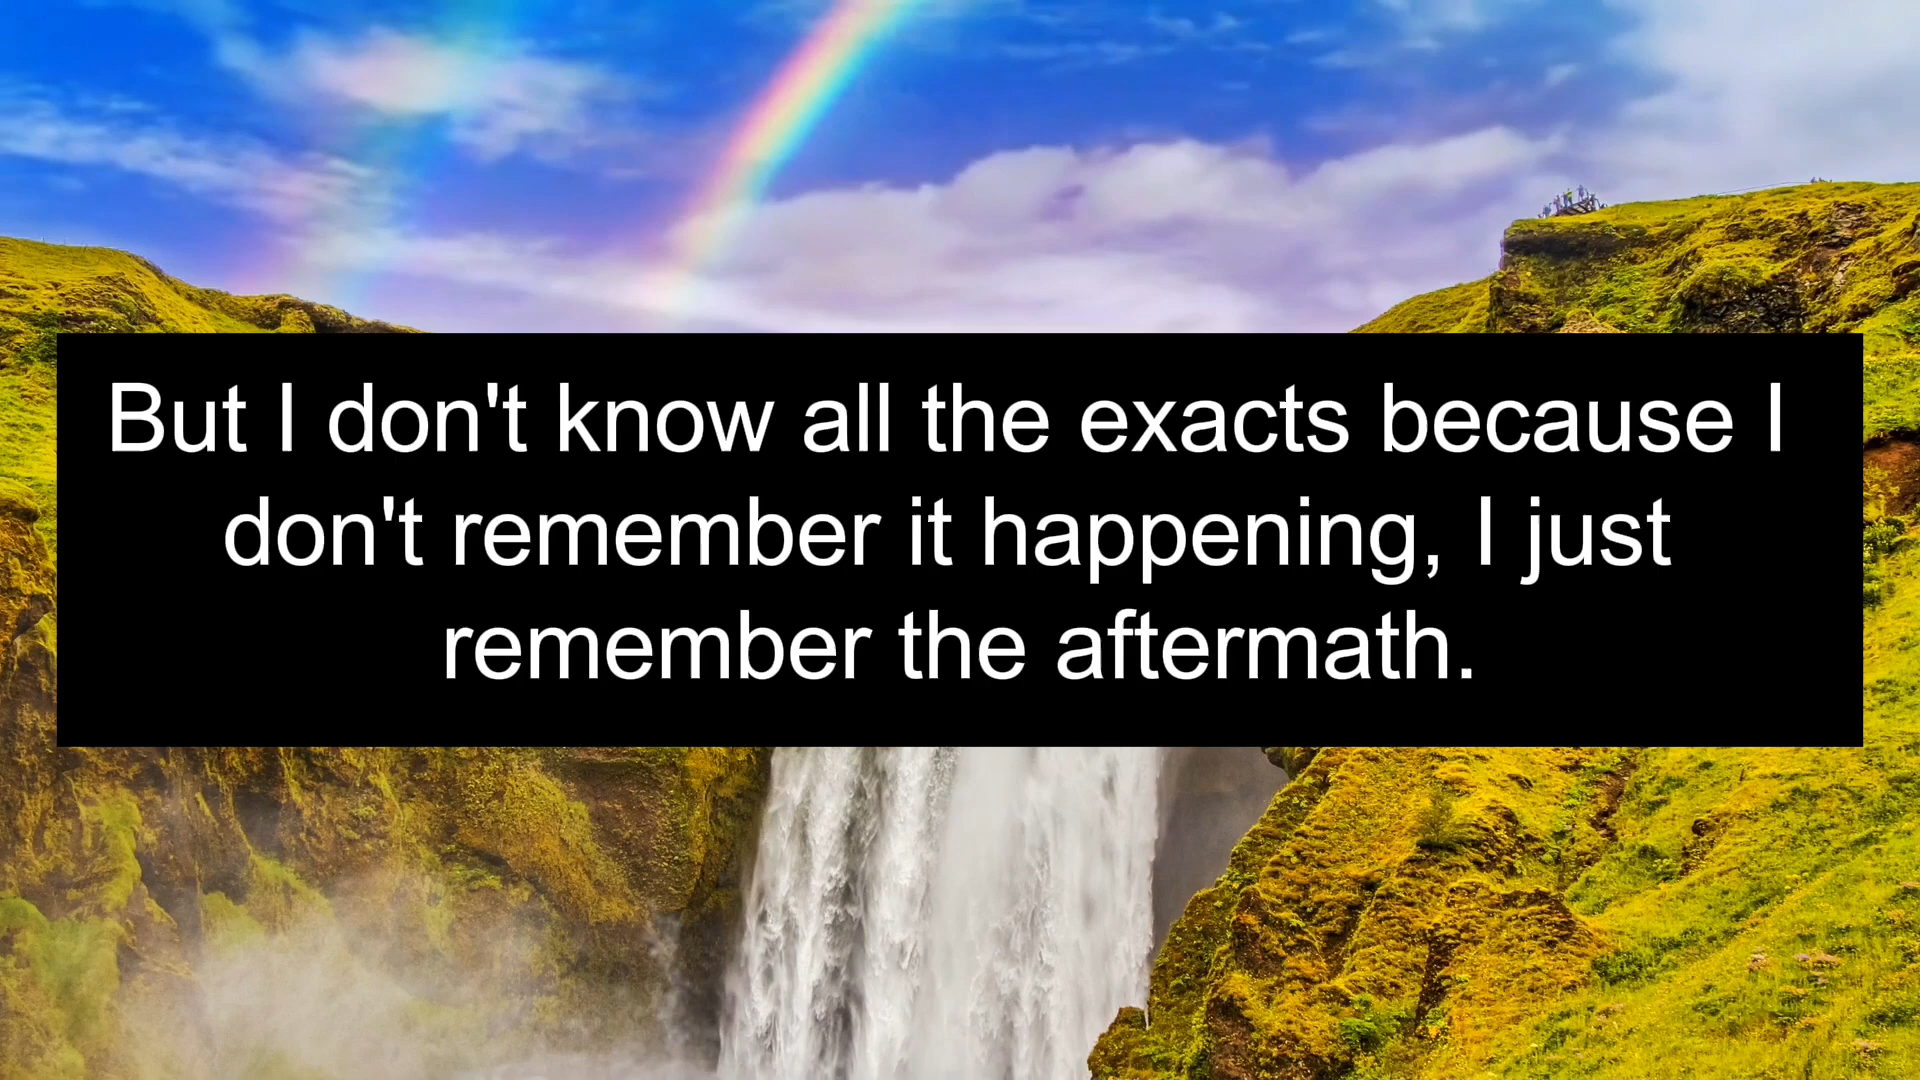 But I don't know all the exacts because I
don't remember it happening, I just
remember the aftermath.